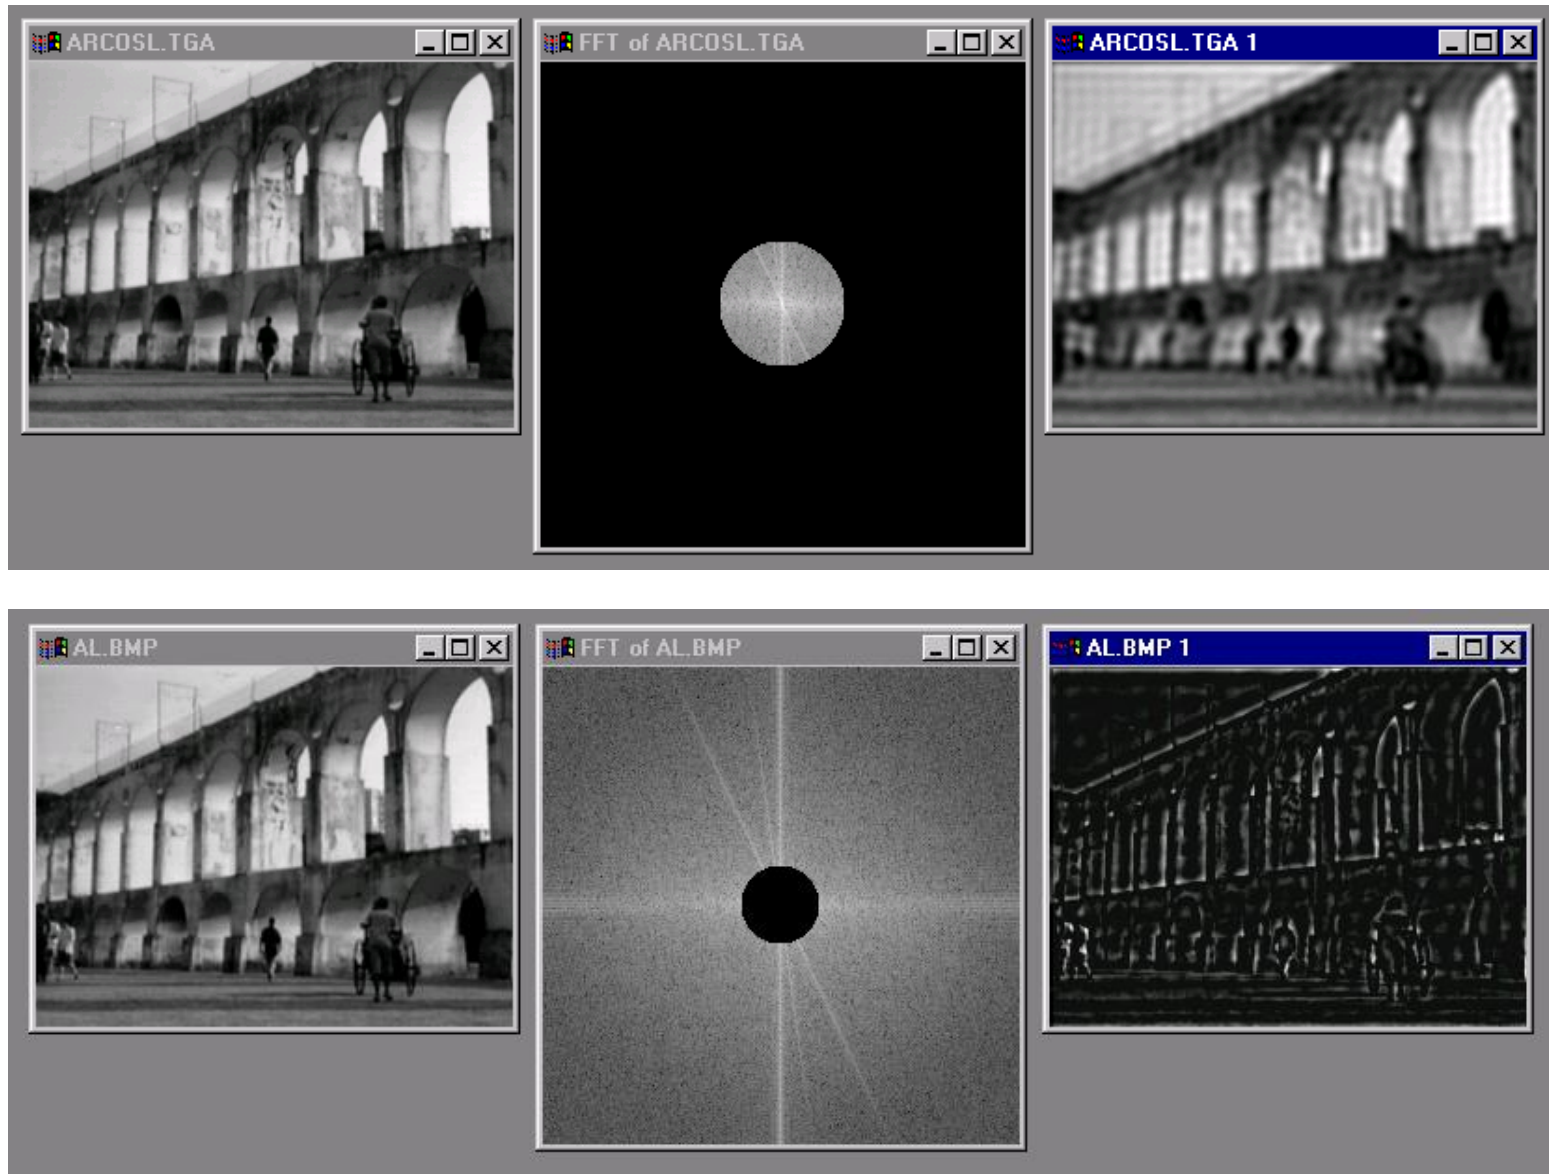 ARCOSL.TGA
FFT of ARCOSL.TGA
ARCOSL.TGA 1
AL.BMP
FFT of AL.BMP
AL.BMP 1